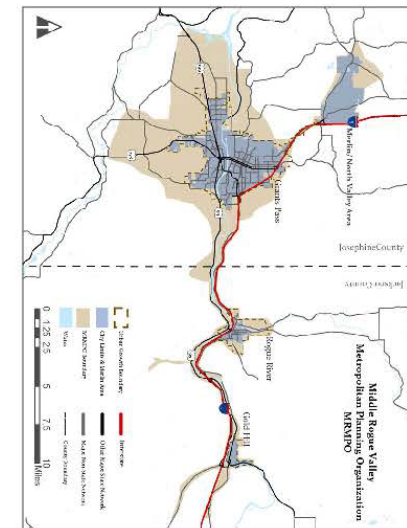 Middle Rogue Valley
Metropolitan Planning Organization
MRMPO
Merlin/North Valley Area
Grants Pass
Josephine County
Jackson County
Rogue River
Gold Hill
Urban Growth Boundary
City Limits & Merlin Area
MRMPO Boundary
Water
Interstate
Other Major State Network
Major Non-State Network
County Boundary
0 1.25 2.5 5 7.5 10
Miles